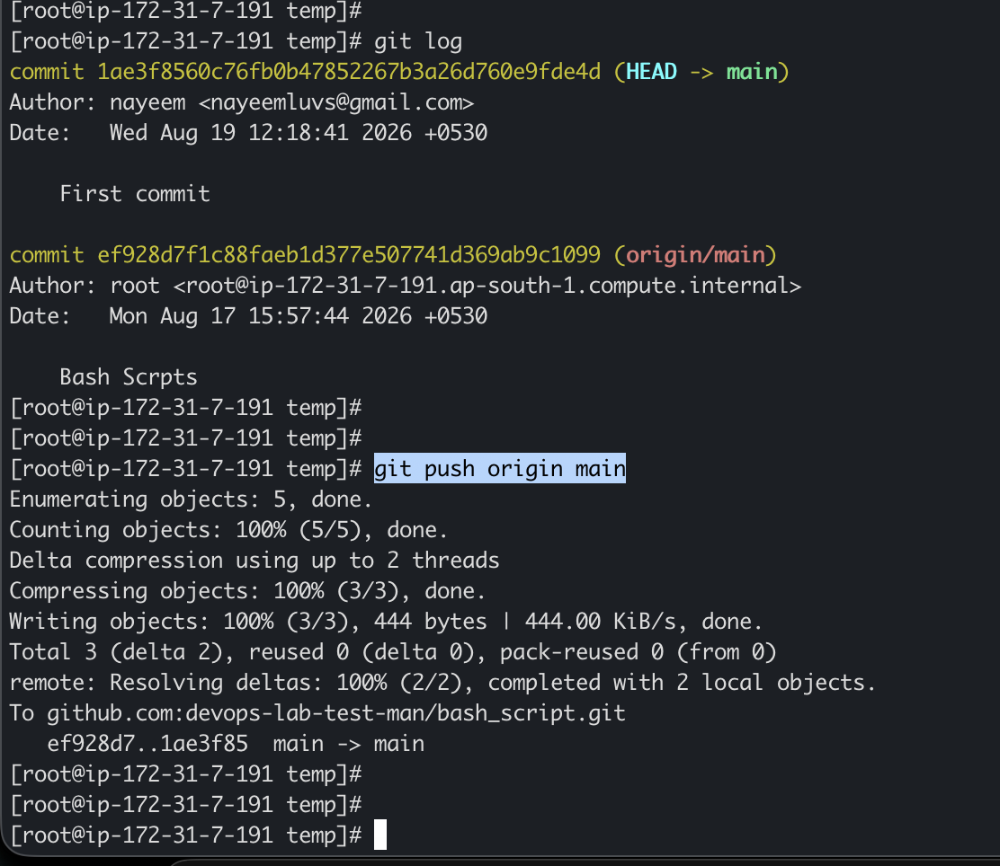 [root@ip-172-31-7-191 temp]#
[root@ip-172-31-7-191 temp]# git log
commit 1ae3f8560c76fb0b47852267b3a26d760e9fde4d (HEAD -> main)
Author: nayeem <nayeemluvs@gmail.com>
Date:   Wed Aug 19 12:18:41 2026 +0530

    First commit

commit ef928d7f1c88faeb1d377e507741d369ab9c1099 (origin/main)
Author: root <root@ip-172-31-7-191.ap-south-1.compute.internal>
Date:   Mon Aug 17 15:57:44 2026 +0530

    Bash Scrpts
[root@ip-172-31-7-191 temp]#
[root@ip-172-31-7-191 temp]#
[root@ip-172-31-7-191 temp]# git push origin main
Enumerating objects: 5, done.
Counting objects: 100% (5/5), done.
Delta compression using up to 2 threads
Compressing objects: 100% (3/3), done.
Writing objects: 100% (3/3), 444 bytes | 444.00 KiB/s, done.
Total 3 (delta 2), reused 0 (delta 0), pack-reused 0 (from 0)
remote: Resolving deltas: 100% (2/2), completed with 2 local objects.
To github.com:devops-lab-test-man/bash_script.git
   ef928d7..1ae3f85  main -> main
[root@ip-172-31-7-191 temp]#
[root@ip-172-31-7-191 temp]#
[root@ip-172-31-7-191 temp]#